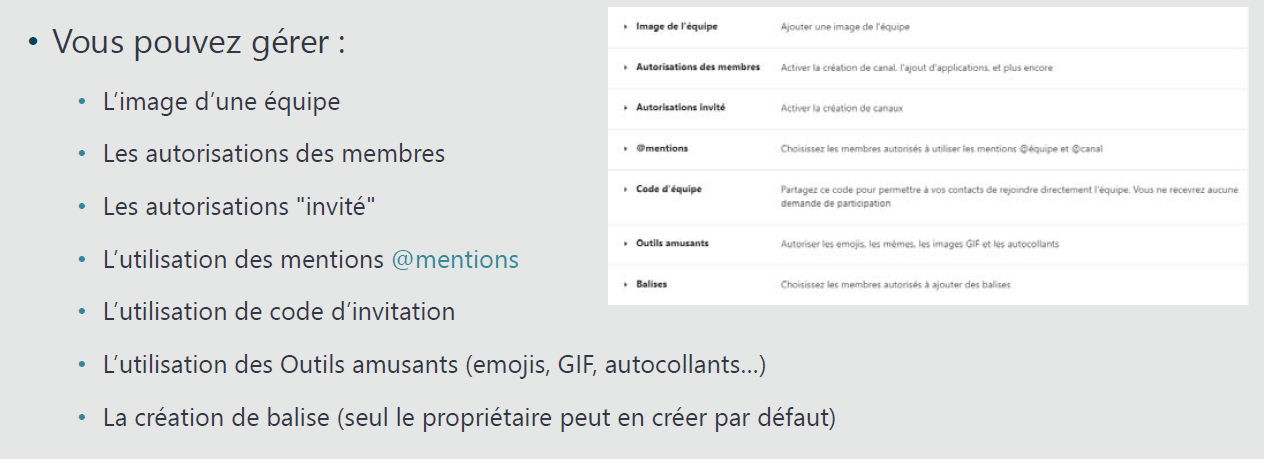 • Vous pouvez gérer :
• L’image d’une équipe
• Les autorisations des membres
• Les autorisations "invité"
• L’utilisation des mentions @mentions
• L’utilisation de code d’invitation
• L’utilisation des Outils amusants (emojis, GIF, autocollants…)
• La création de balise (seul le propriétaire peut en créer par défaut)
Image de l'équipe Ajouter une image de l'équipe
Autorisations des membres Activer la création de canal, l'ajout d'applications, et plus encore
Autorisations invité Activer la création de canaux
@mentions Choisissez les membres autorisés à utiliser les mentions @équipe et @canal
Code d'équipe Partagez ce code pour permettre à vos contacts de rejoindre directement l'équipe. Vous ne recevrez aucune
demande de participation
Outils amusants Autoriser les emojis, les mèmes, les images GIF et les autocollants
Balises Choisissez les membres autorisés à ajouter des balises